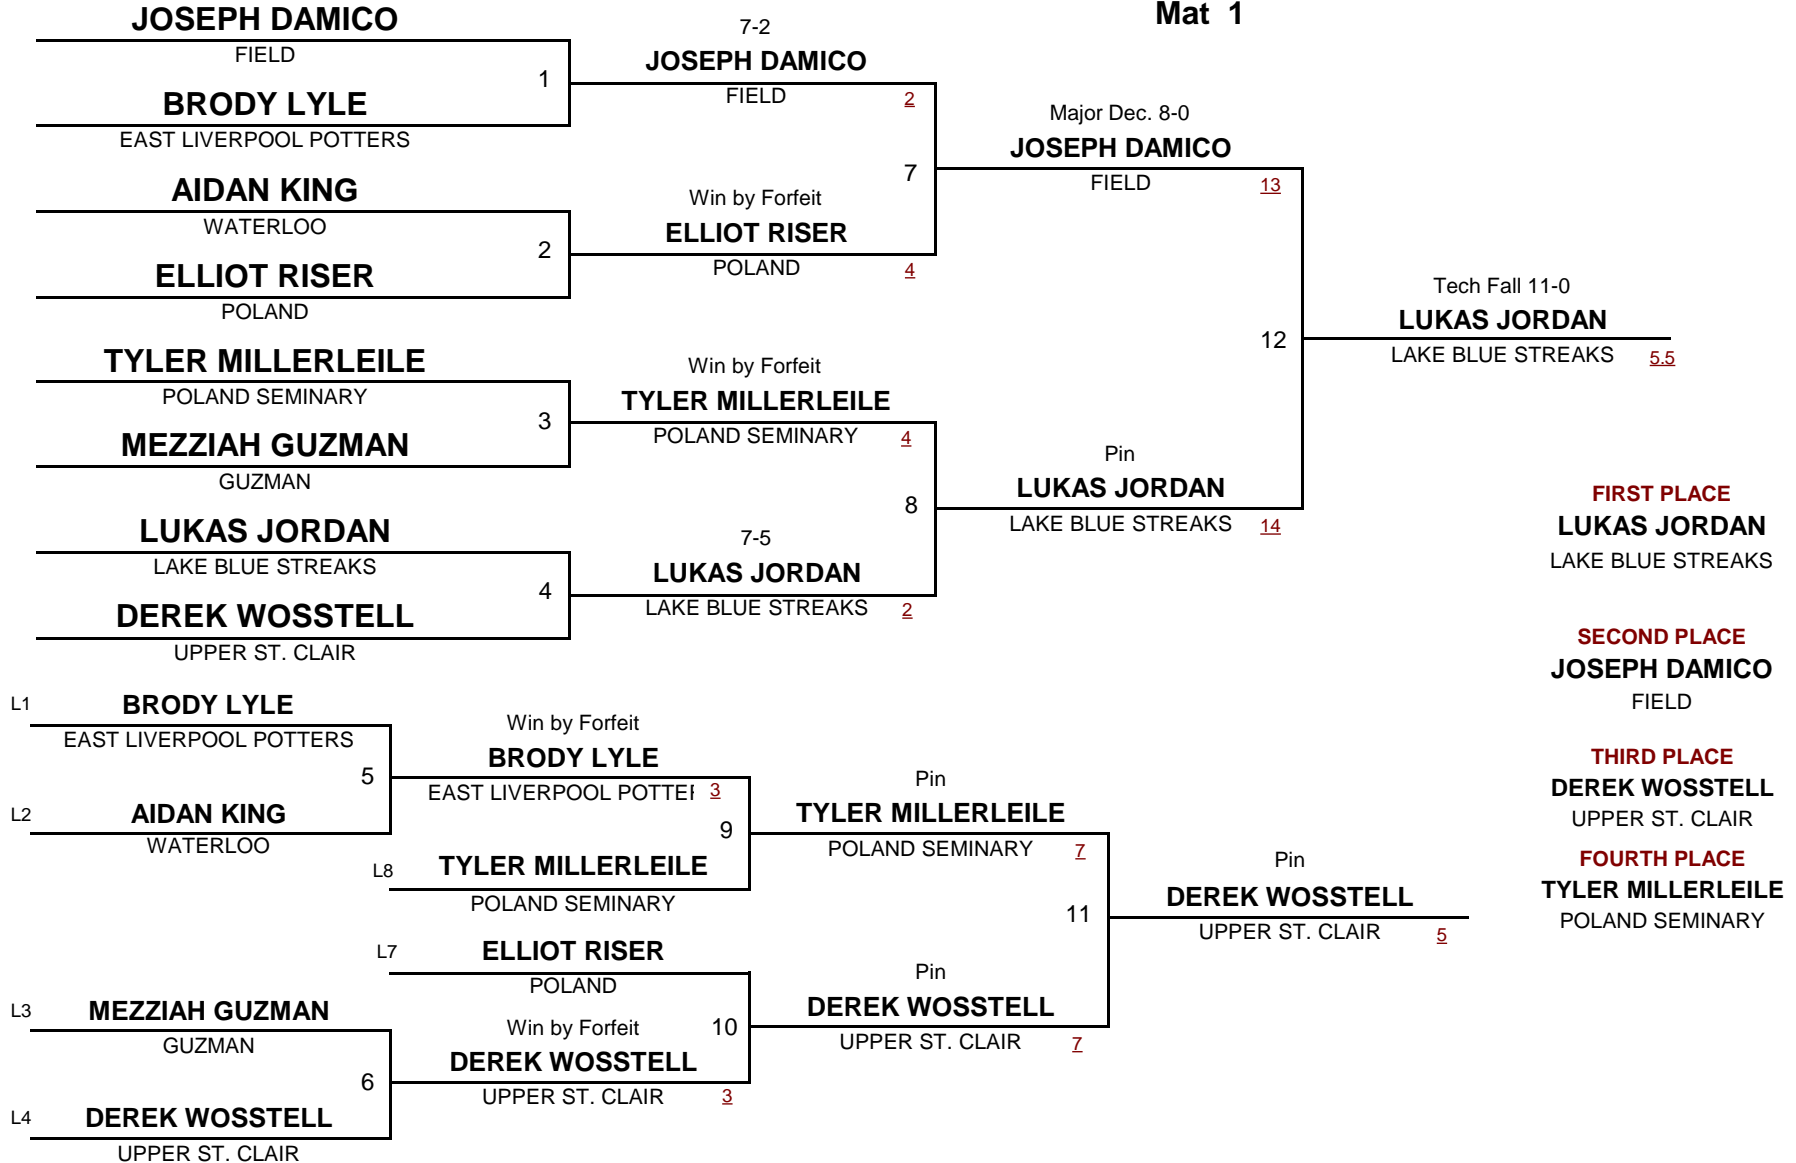 Mat 1
JOSEPH DAMICO
FIELD
1
BRODY LYLE
EAST LIVERPOOL POTTERS
AIDAN KING
WATERLOO
2
ELLIOT RISER
POLAND
TYLER MILLERLEILE
POLAND SEMINARY
3
MEZZIAH GUZMAN
GUZMAN
LUKAS JORDAN
LAKE BLUE STREAKS
4
DEREK WOSSTELL
UPPER ST. CLAIR
7-2
JOSEPH DAMICO
FIELD 2
7
Win by Forfeit
ELLIOT RISER
POLAND 4
Win by Forfeit
TYLER MILLERLEILE
POLAND SEMINARY 4
8
7-5
LUKAS JORDAN
LAKE BLUE STREAKS 2
Major Dec. 8-0
JOSEPH DAMICO
FIELD 13
12
Pin
LUKAS JORDAN
LAKE BLUE STREAKS 14
Tech Fall 11-0
LUKAS JORDAN
LAKE BLUE STREAKS 5.5
L1 BRODY LYLE
EAST LIVERPOOL POTTERS
5
L2 AIDAN KING
WATERLOO
L3 MEZZIAH GUZMAN
GUZMAN
6
L4 DEREK WOSSTELL
UPPER ST. CLAIR
Win by Forfeit
BRODY LYLE
EAST LIVERPOOL POTTEF 3
9
L8 TYLER MILLERLEILE
POLAND SEMINARY
L7 ELLIOT RISER
POLAND
Win by Forfeit 10
DEREK WOSSTELL
UPPER ST. CLAIR 3
Pin
TYLER MILLERLEILE
POLAND SEMINARY 7
11
Pin
DEREK WOSSTELL
UPPER ST. CLAIR 7
Pin
DEREK WOSSTELL
UPPER ST. CLAIR 5
FIRST PLACE
LUKAS JORDAN
LAKE BLUE STREAKS
SECOND PLACE
JOSEPH DAMICO
FIELD
THIRD PLACE
DEREK WOSSTELL
UPPER ST. CLAIR
FOURTH PLACE
TYLER MILLERLEILE
POLAND SEMINARY